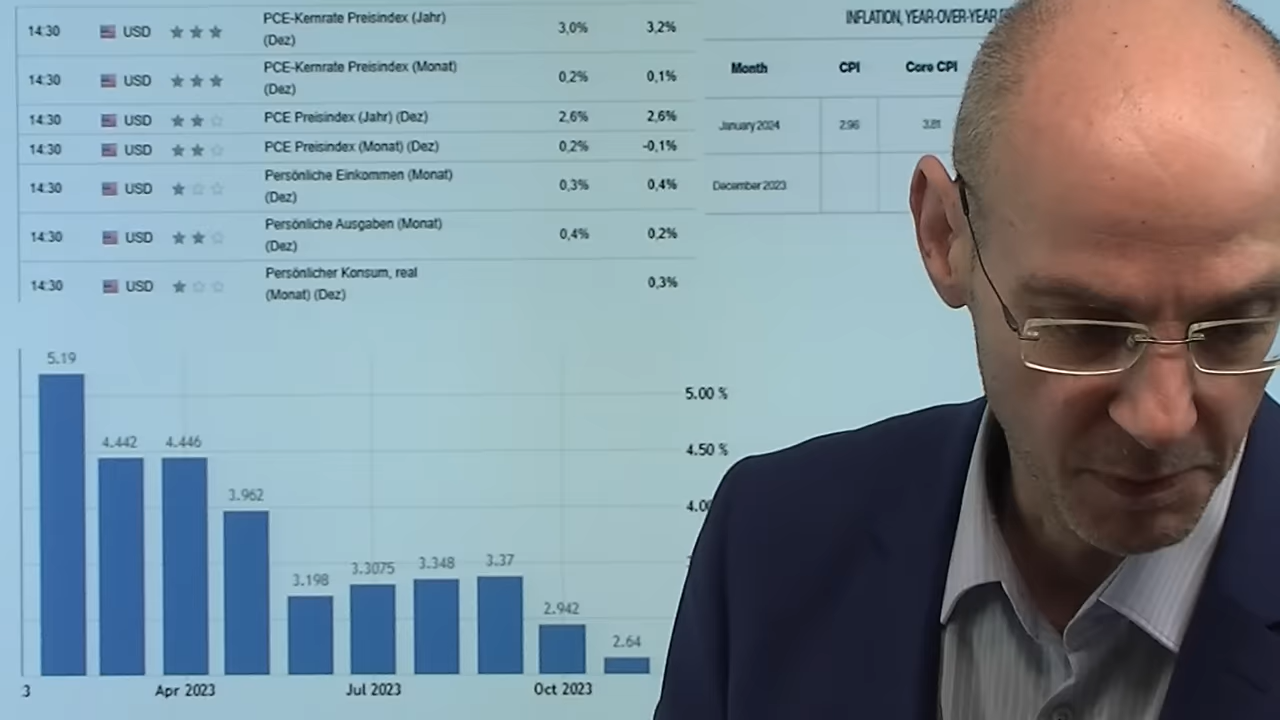 14:30 USD PCE-Kernrate Preisindex (Jahr) 3,0% 3,2%
(Dez)
14:30 USD PCE-Kernrate Preisindex (Monat) 0,2% 0,1%
(Dez)
14:30 USD PCE Preisindex (Jahr) (Dez) 2,6% 2,6%
14:30 USD PCE Preisindex (Monat) (Dez) 0,2% -0,1%
14:30 USD Persönliche Einkommen (Monat) 0,3% 0,4%
(Dez)
14:30 USD Persönliche Ausgaben (Monat) 0,4% 0,2%
(Dez)
14:30 USD Persönlicher Konsum, real 0,3%
(Monat) (Dez)
INFLATION, YEAR-OVER-YEAR
Month CPI Core CPI
January 2024 2.96 3.81
December 2023
5.19
4.442 4.446
3.962
3.198 3.3075 3.348 3.37
2.942
2.64
5.00 %
4.50 %
4.0
3 Apr 2023 Jul 2023 Oct 2023